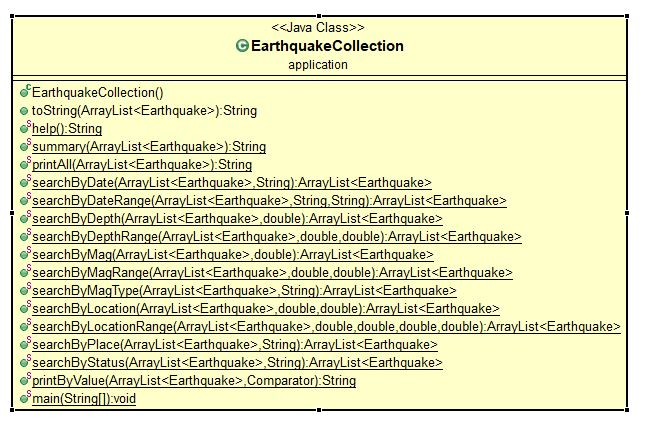 <<Java Class>>
EarthquakeCollection
application
EarthquakeCollection()
toString(ArrayList<Earthquake>):String
help():String
summary(ArrayList<Earthquake>):String
printAll(ArrayList<Earthquake>):String
searchByDate(ArrayList<Earthquake>,String):ArrayList<Earthquake>
searchByDateRange(ArrayList<Earthquake>,String,String):ArrayList<Earthquake>
searchByDepth(ArrayList<Earthquake>,double):ArrayList<Earthquake>
searchByDepthRange(ArrayList<Earthquake>,double,double):ArrayList<Earthquake>
searchByMag(ArrayList<Earthquake>,double):ArrayList<Earthquake>
searchByMagRange(ArrayList<Earthquake>,double,double):ArrayList<Earthquake>
searchByMagType(ArrayList<Earthquake>,String):ArrayList<Earthquake>
searchByLocation(ArrayList<Earthquake>,double,double):ArrayList<Earthquake>
searchByLocationRange(ArrayList<Earthquake>,double,double,double,double):ArrayList<Earthquake>
searchByPlace(ArrayList<Earthquake>,String):ArrayList<Earthquake>
searchByStatus(ArrayList<Earthquake>,String):ArrayList<Earthquake>
printByValue(ArrayList<Earthquake>,Comparator):String
main(String[]):void